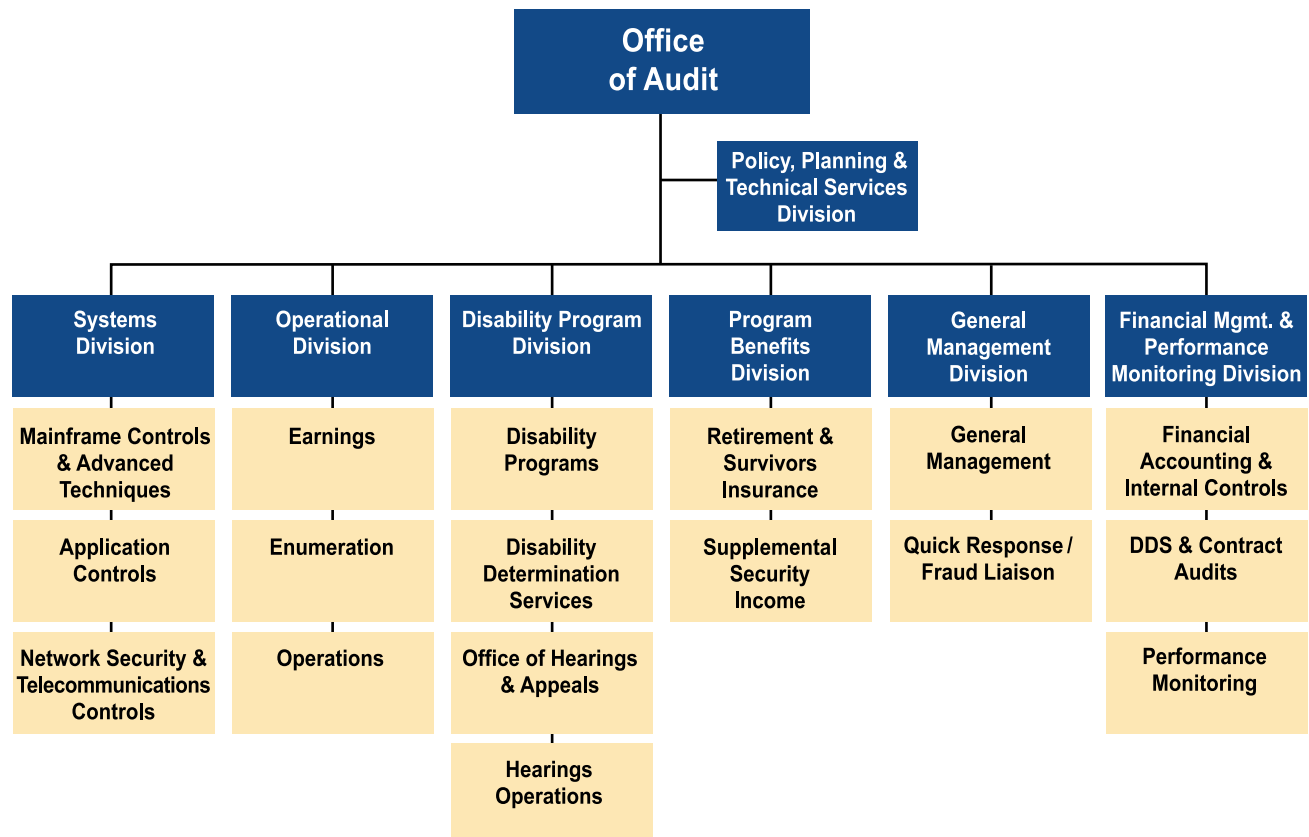 Office
of Audit
Policy, Planning &
Technical Services
Division
Systems
Division
Operational
Division
Disability Program
Division
Program
Benefits
Division
General
Management
Division
Financial Mgmt. &
Performance
Monitoring Division
Mainframe Controls
& Advanced
Techniques
Earnings
Disability
Programs
Retirement &
Survivors
Insurance
General
Management
Financial
Accounting &
Internal Controls
Application
Controls
Enumeration
Disability
Determination
Services
Supplemental
Security
Income
Quick Response /
Fraud Liaison
DDS & Contract
Audits
Network Security &
Telecommunications
Controls
Operations
Office of Hearings
& Appeals
Performance
Monitoring
Hearings
Operations